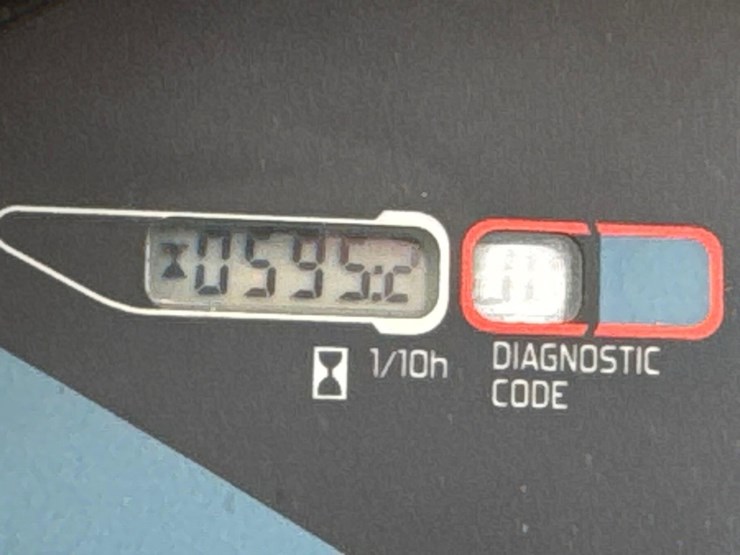 0595:2
1/10h
DIAGNOSTIC
CODE